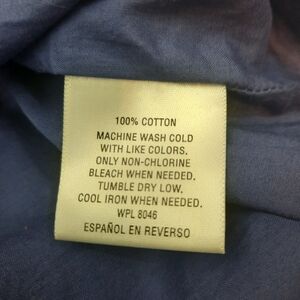 100% COTTON
MACHINE WASH COLD
WITH LIKE COLORS.
ONLY NON-CHLORINE
BLEACH WHEN NEEDED.
TUMBLE DRY LOW.
COOL IRON WHEN NEEDED.
WPL 8046
ESPAÑOL EN REVERSO